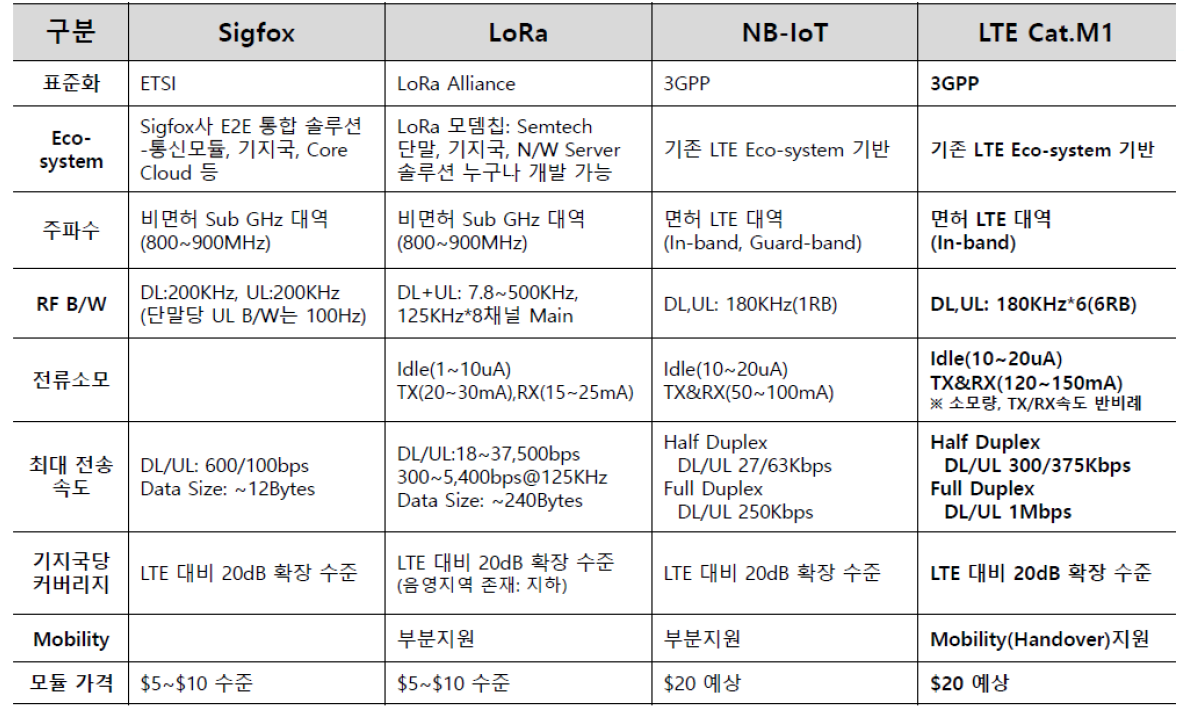 구분 Sigfox LoRa NB-IoT LTE Cat.M1
표준화 ETSI LoRa Alliance 3GPP 3GPP
Eco-
system
Sigfox사 E2E 통합 솔루션
-통신모듈, 기지국, Core
Cloud 등
LoRa 모뎀칩: Semtech
단말, 기지국, N/W Server
솔루션 누구나 개발 가능
기존 LTE Eco-system 기반
기존 LTE Eco-system 기반
주파수
비면허 Sub GHz 대역
(800~900MHz)
비면허 Sub GHz 대역
(800~900MHz)
면허 LTE 대역
(In-band, Guard-band)
면허 LTE 대역
(In-band)
RF B/W
DL:200KHz, UL:200KHz
(단말당 UL B/W는 100Hz)
DL+UL: 7.8~500KHz,
125KHz*8채널 Main
DL,UL: 180KHz(1RB)
DL,UL: 180KHz*6(6RB)
전류소모
Idle(1~10uA)
TX(20~30mA),RX(15~25mA)
Idle(10~20uA)
TX&RX(50~100mA)
Idle(10~20uA)
TX&RX(120~150mA)
※ 소모량, TX/RX속도 반비례
최대 전송
속도
DL/UL: 600/100bps
Data Size: ~12Bytes
DL/UL:18~37,500bps
300~5,400bps@125KHz
Data Size: ~240Bytes
Half Duplex
DL/UL 27/63Kbps
Full Duplex
DL/UL 250Kbps
Half Duplex
DL/UL 300/375Kbps
Full Duplex
DL/UL 1Mbps
기지국당
커버리지
LTE 대비 20dB 확장 수준
LTE 대비 20dB 확장 수준
(음영지역 존재: 지하)
LTE 대비 20dB 확장 수준
LTE 대비 20dB 확장 수준
Mobility 부분지원 부분지원 Mobility(Handover)지원
모듈 가격 $5~$10 수준 $5~$10 수준 $20 예상 $20 예상